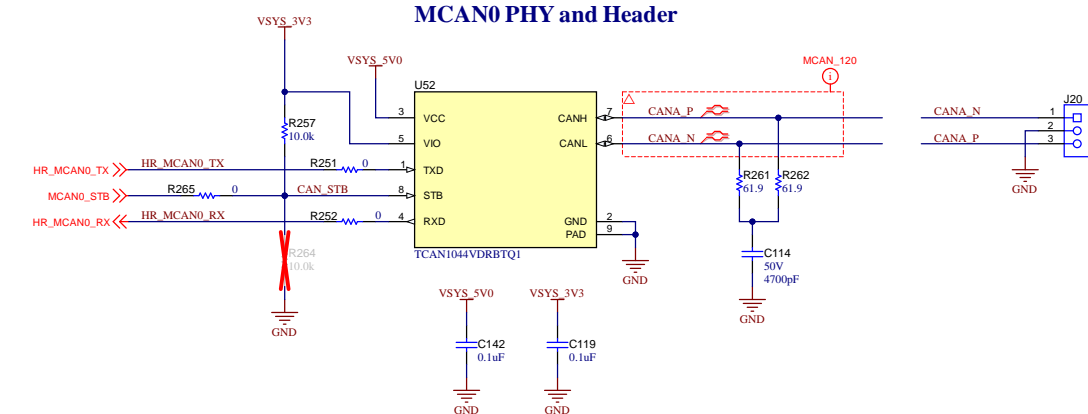 MCAN0 PHY and Header
VSYS_3V3
VSYS_5V0
MCAN_120
i
U52
J20
R257
10.0k
3 VCC
CANH 7
CANA_P
CANA_N
1
5 VIO
CANL 6
CANA_N
CANA_P
2
3
HR_MCAN0_TX
HR_MCAN0_TX
R251 0
1 TXD
MCAN0_STB
R265 0
CAN_STB
8 STB
R261
61.9
R262
61.9
GND
HR_MCAN0_RX
HR_MCAN0_RX
R252 0
4 RXD
GND 2
PAD 9
R264
10.0k
TCAN1044VDRBTQ1
GND
C114
50V
4700pF
GND
GND
VSYS_5V0
VSYS_3V3
C142
0.1uF
C119
0.1uF
GND
GND